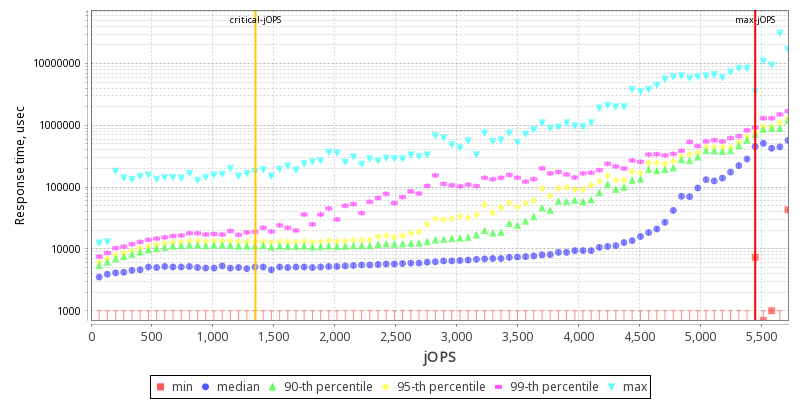 critical-jOPS max-jOPS
10000000
1000000
100000
10000
1000
Response time, usec
0 500 1,000 1,500 2,000 2,500 3,000 3,500 4,000 4,500 5,000 5,500
jOPS
min median 90-th percentile 95-th percentile 99-th percentile max